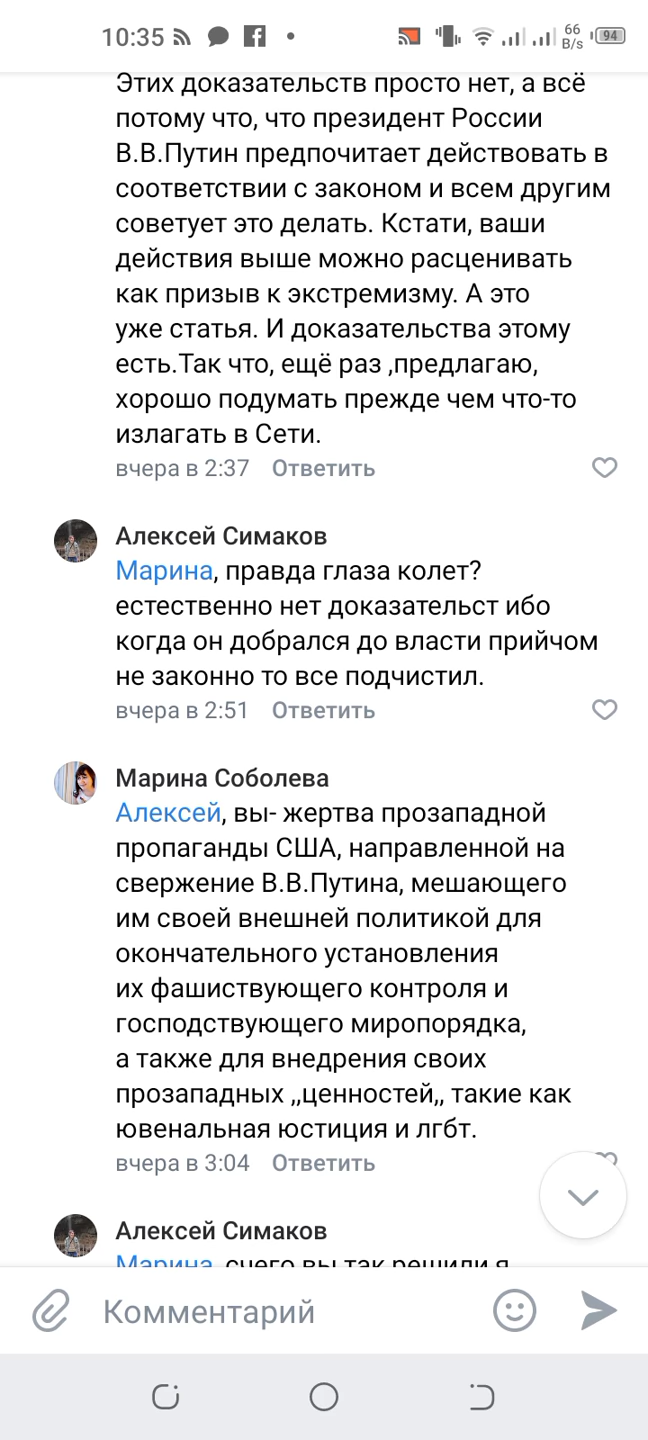 10:35
66
B/s
94
Этих доказательств просто нет, а всё
потому что, что президент России
В.В.Путин предпочитает действовать в
соответствии с законом и всем другим
советует это делать. Кстати, ваши
действия выше можно расценивать
как призыв к экстремизму. А это
уже статья. И доказательства этому
есть.Так что, ещё раз ,предлагаю,
хорошо подумать прежде чем что-то
излагать в Сети.
вчера в 2:37 Ответить
Алексей Симаков
Марина, правда глаза колет?
естественно нет доказательст ибо
когда он добрался до власти прийчом
не законно то все подчистил.
вчера в 2:51 Ответить
Марина Соболева
Алексей, вы- жертва прозападной
пропаганды США, направленной на
свержение В.В.Путина, мешающего
им своей внешней политикой для
окончательного установления
их фашиствующего контроля и
господствующего миропорядка,
а также для внедрения своих
прозападных ,,ценностей,, такие как
ювенальная юстиция и лгбт.
вчера в 3:04 Ответить
Алексей Симаков
Марина, счего вы так решили я
Комментарий